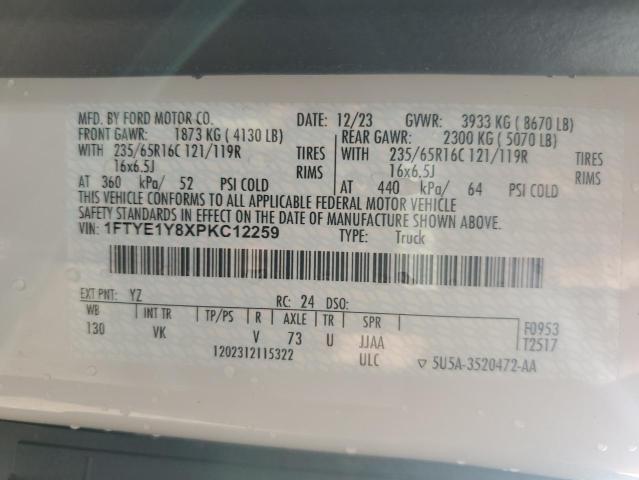 MFD. BY FORD MOTOR CO. DATE: 12/23 GVWR: 3933 KG ( 8670 LB)
FRONT GAWR: 1873 KG ( 4130 LB) REAR GAWR: 2300 KG ( 5070 LB)
WITH 235/65R16C 121/119R TIRES WITH 235/65R16C 121/119R TIRES
16x6.5J RIMS 16x6.5J RIMS
AT 360 kPa/ 52 PSI COLD AT 440 kPa/ 64 PSI COLD
THIS VEHICLE CONFORMS TO ALL APPLICABLE FEDERAL MOTOR VEHICLE
SAFETY STANDARDS IN EFFECT ON THE DATE OF MANUFACTURE SHOWN ABOVE.
VIN: 1FTYE1Y8XPKC12259 TYPE: Truck
EXT PNT: YZ RC: 24 DSO:
WB INT TR TP/PS R AXLE TR SPR F0953
130 VK V 73 U JJAA T2517
1202312115322 ULC ▽ 5U5A-3520472-AA